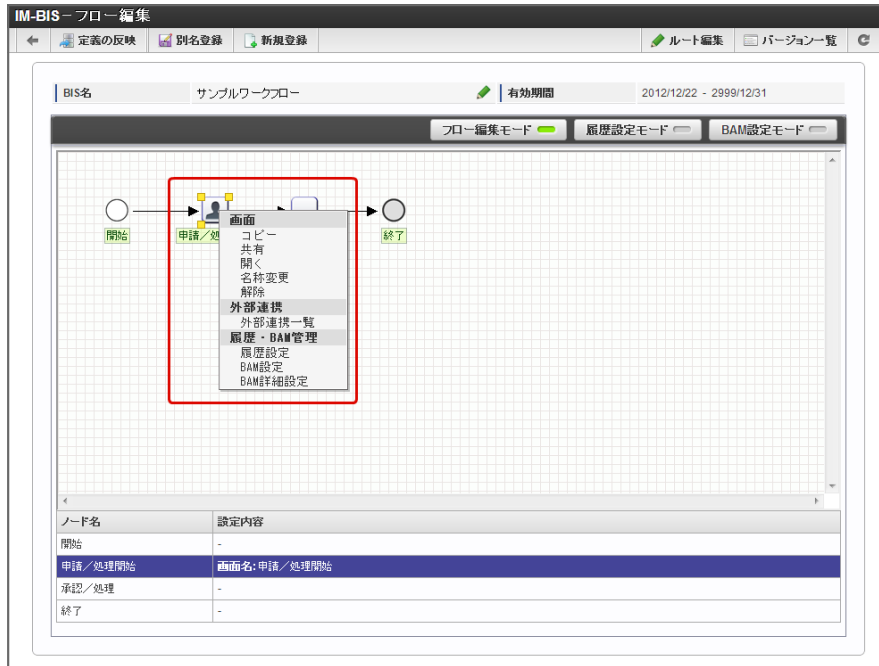 IM-BIS－フロー編集
定義の反映 別名登録 新規登録 ルート編集 バージョン一覧
BIS名 サンプルワークフロー 有効期間 2012/12/22 - 2999/12/31
フロー編集モード 履歴設定モード BAM設定モード
開始 申請／処 終了
画面
コピー
共有
開く
名称変更
解除
外部連携
外部連携一覧
履歴・BAM管理
履歴設定
BAM設定
BAM詳細設定
ノード名 設定内容
開始 -
申請／処理開始 画面名:申請／処理開始
承認／処理 -
終了 -